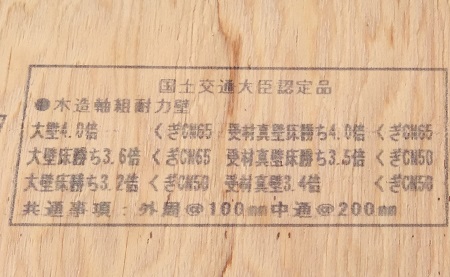 国土交通大臣認定品
●木造軸組耐力壁
大壁4.0倍 くぎCN65 受材真壁床勝ち4.0倍 くぎCN65
大壁床勝ち3.6倍 くぎCN65 受材真壁床勝ち3.5倍 くぎCN50
大壁床勝ち3.2倍 くぎCN50 受材真壁3.4倍 くぎCN50
共通事項:外周@100mm中通@200mm